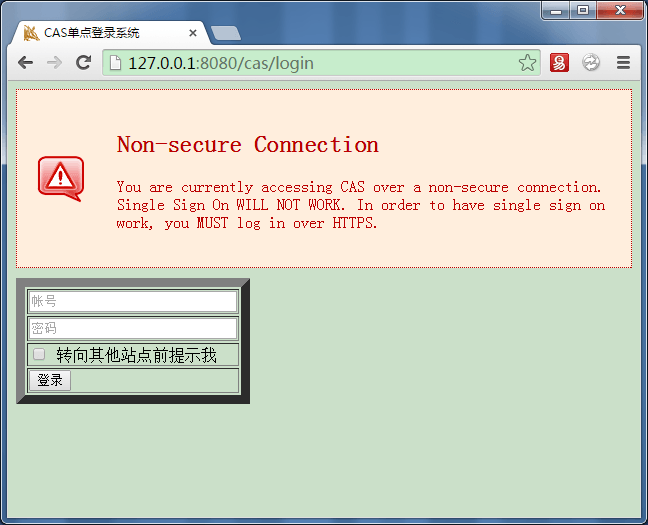 CAS单点登录系统
127.0.0.1:8080/cas/login
Non-secure Connection
You are currently accessing CAS over a non-secure connection.
Single Sign On WILL NOT WORK. In order to have single sign on
work, you MUST log in over HTTPS.
帐号
密码
转向其他站点前提示我
登录